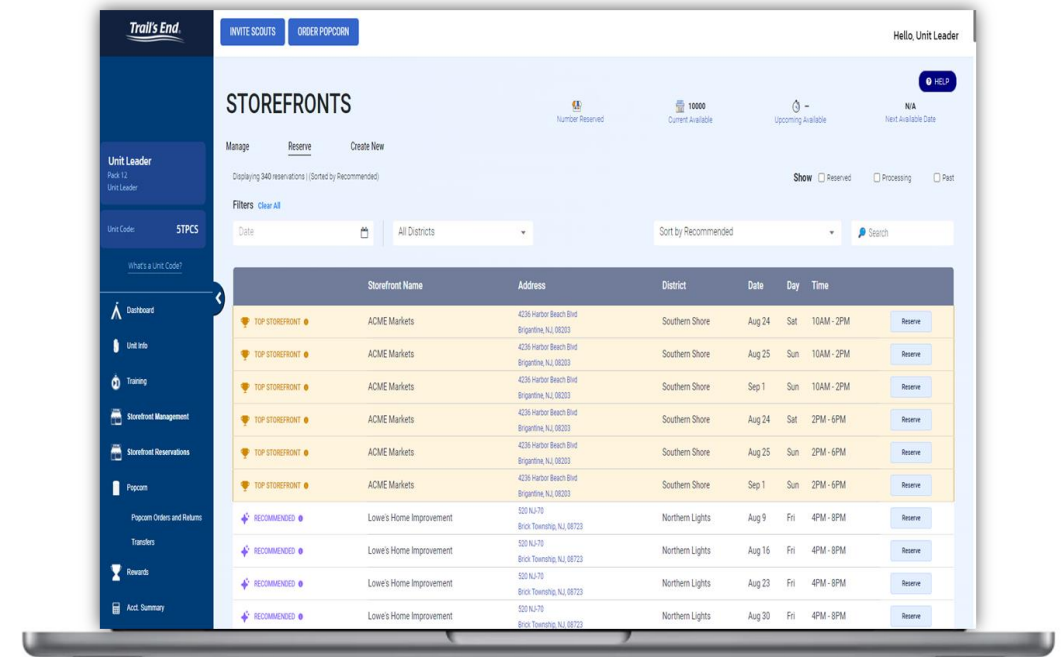 Trail's End.
INVITE SCOUTS
ORDER POPCORN
Hello, Unit Leader
HELP
STOREFRONTS
Number Reserved
10000
Current Available
–
Upcoming Available
N/A
Next Available Date
Manage Reserve Create New
Unit Leader
Pack 12
Unit Leader
Displaying 340 reservations | (Sorted by Recommended)
Show Reserved Processing Past
Filters Clear All
Unit Code: 5TPCS
Date All Districts Sort by Recommended Search
What's a Unit Code?
Storefront Name Address District Date Day Time
TOP STOREFRONT ACME Markets 4236 Harbor Beach Blvd
Brigantine, NJ, 08203 Southern Shore Aug 24 Sat 10AM - 2PM Reserve
TOP STOREFRONT ACME Markets 4236 Harbor Beach Blvd
Brigantine, NJ, 08203 Southern Shore Aug 25 Sun 10AM - 2PM Reserve
TOP STOREFRONT ACME Markets 4236 Harbor Beach Blvd
Brigantine, NJ, 08203 Southern Shore Sep 1 Sun 10AM - 2PM Reserve
TOP STOREFRONT ACME Markets 4236 Harbor Beach Blvd
Brigantine, NJ, 08203 Southern Shore Aug 24 Sat 2PM - 6PM Reserve
TOP STOREFRONT ACME Markets 4236 Harbor Beach Blvd
Brigantine, NJ, 08203 Southern Shore Aug 25 Sun 2PM - 6PM Reserve
TOP STOREFRONT ACME Markets 4236 Harbor Beach Blvd
Brigantine, NJ, 08203 Southern Shore Sep 1 Sun 2PM - 6PM Reserve
RECOMMENDED Lowe's Home Improvement 520 NJ-70
Brick Township, NJ, 08723 Northern Lights Aug 9 Fri 4PM - 8PM Reserve
RECOMMENDED Lowe's Home Improvement 520 NJ-70
Brick Township, NJ, 08723 Northern Lights Aug 16 Fri 4PM - 8PM Reserve
RECOMMENDED Lowe's Home Improvement 520 NJ-70
Brick Township, NJ, 08723 Northern Lights Aug 23 Fri 4PM - 8PM Reserve
RECOMMENDED Lowe's Home Improvement 520 NJ-70
Brick Township, NJ, 08723 Northern Lights Aug 30 Fri 4PM - 8PM Reserve
Dashboard
Unit Info
Training
Storefront Management
Storefront Reservations
Popcorn
Popcorn Orders and Returns
Transfers
Rewards
Acct. Summary